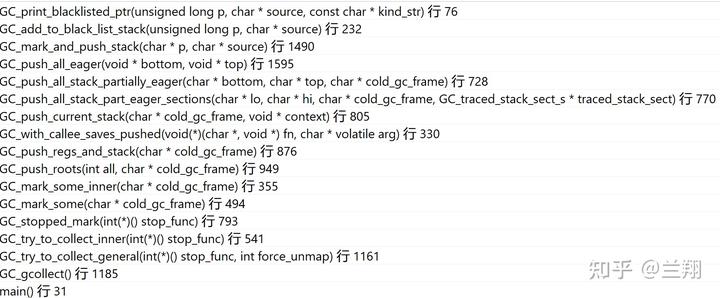 GC_print_blacklisted_ptr(unsigned long p, char * source, const char * kind_str) 行 76
GC_add_to_black_list_stack(unsigned long p, char * source) 行 232
GC_mark_and_push_stack(char * p, char * source) 行 1490
GC_push_all_eager(void * bottom, void * top) 行 1595
GC_push_all_stack_partially_eager(char * bottom, char * top, char * cold_gc_frame) 行 728
GC_push_all_stack_part_eager_sections(char * lo, char * hi, char * cold_gc_frame, GC_traced_stack_sect_s * traced_stack_sect) 行 770
GC_push_current_stack(char * cold_gc_frame, void * context) 行 805
GC_with_callee_saves_pushed(void(*)(char *, void *) fn, char * volatile arg) 行 330
GC_push_regs_and_stack(char * cold_gc_frame) 行 876
GC_push_roots(int all, char * cold_gc_frame) 行 949
GC_mark_some_inner(char * cold_gc_frame) 行 355
GC_mark_some(char * cold_gc_frame) 行 494
GC_stopped_mark(int(*)() stop_func) 行 793
GC_try_to_collect_inner(int(*)() stop_func) 行 541
GC_try_to_collect_general(int(*)() stop_func, int force_unmap) 行 1161
GC_gcollect() 行 1185
main() 行 31
知乎 @兰翔